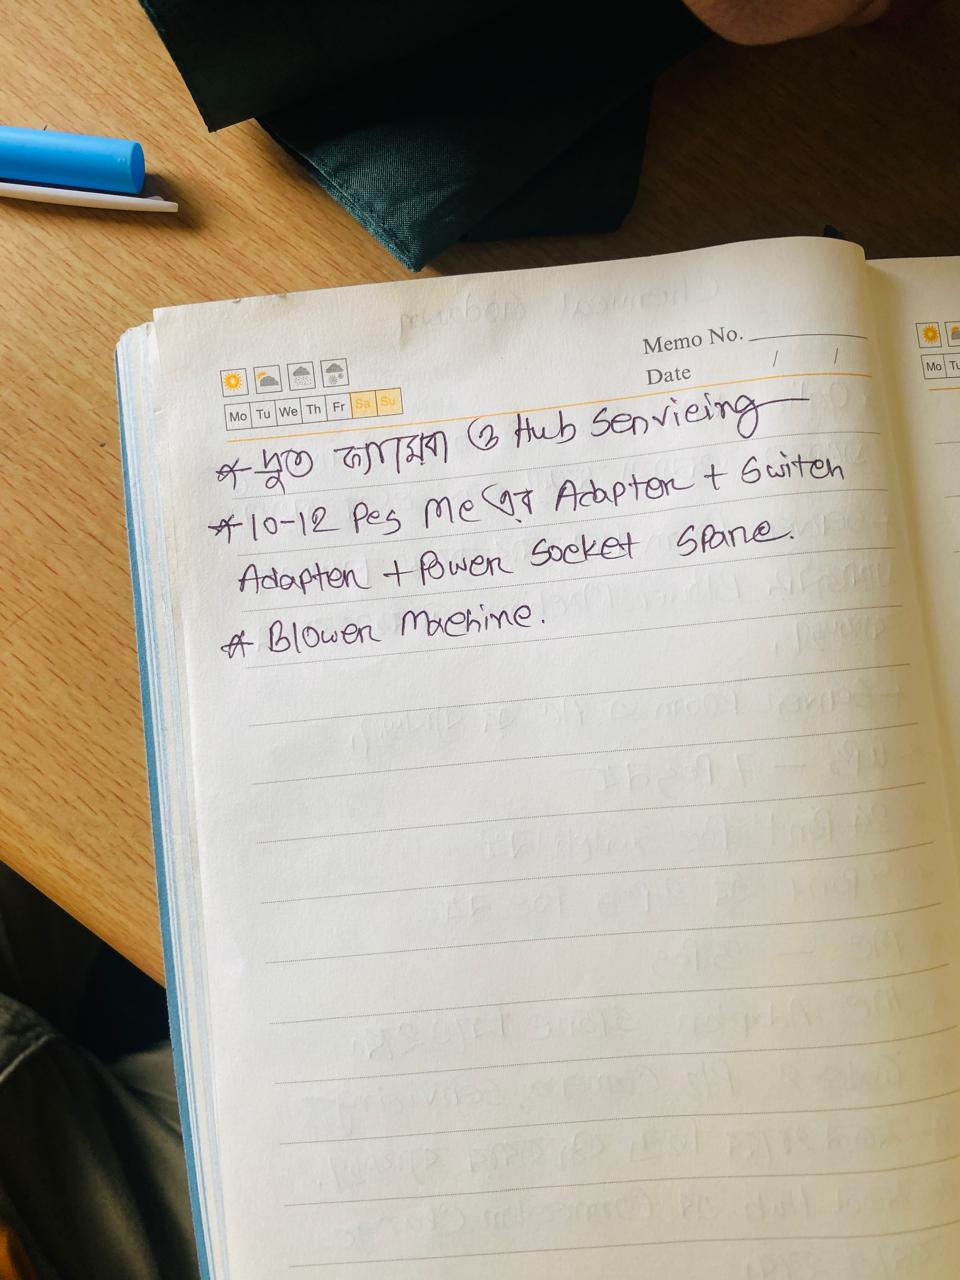 Memo No.
Date / /
Mo Tu We Th Fr Sa Su
Mo Tu
* দ্রুত ক্যামেরা ও Hub Servicing
* 10-12 Pcs Mc এর Adapter + Switch
Adapter + Power Socket Spare.
* Blower Machine.